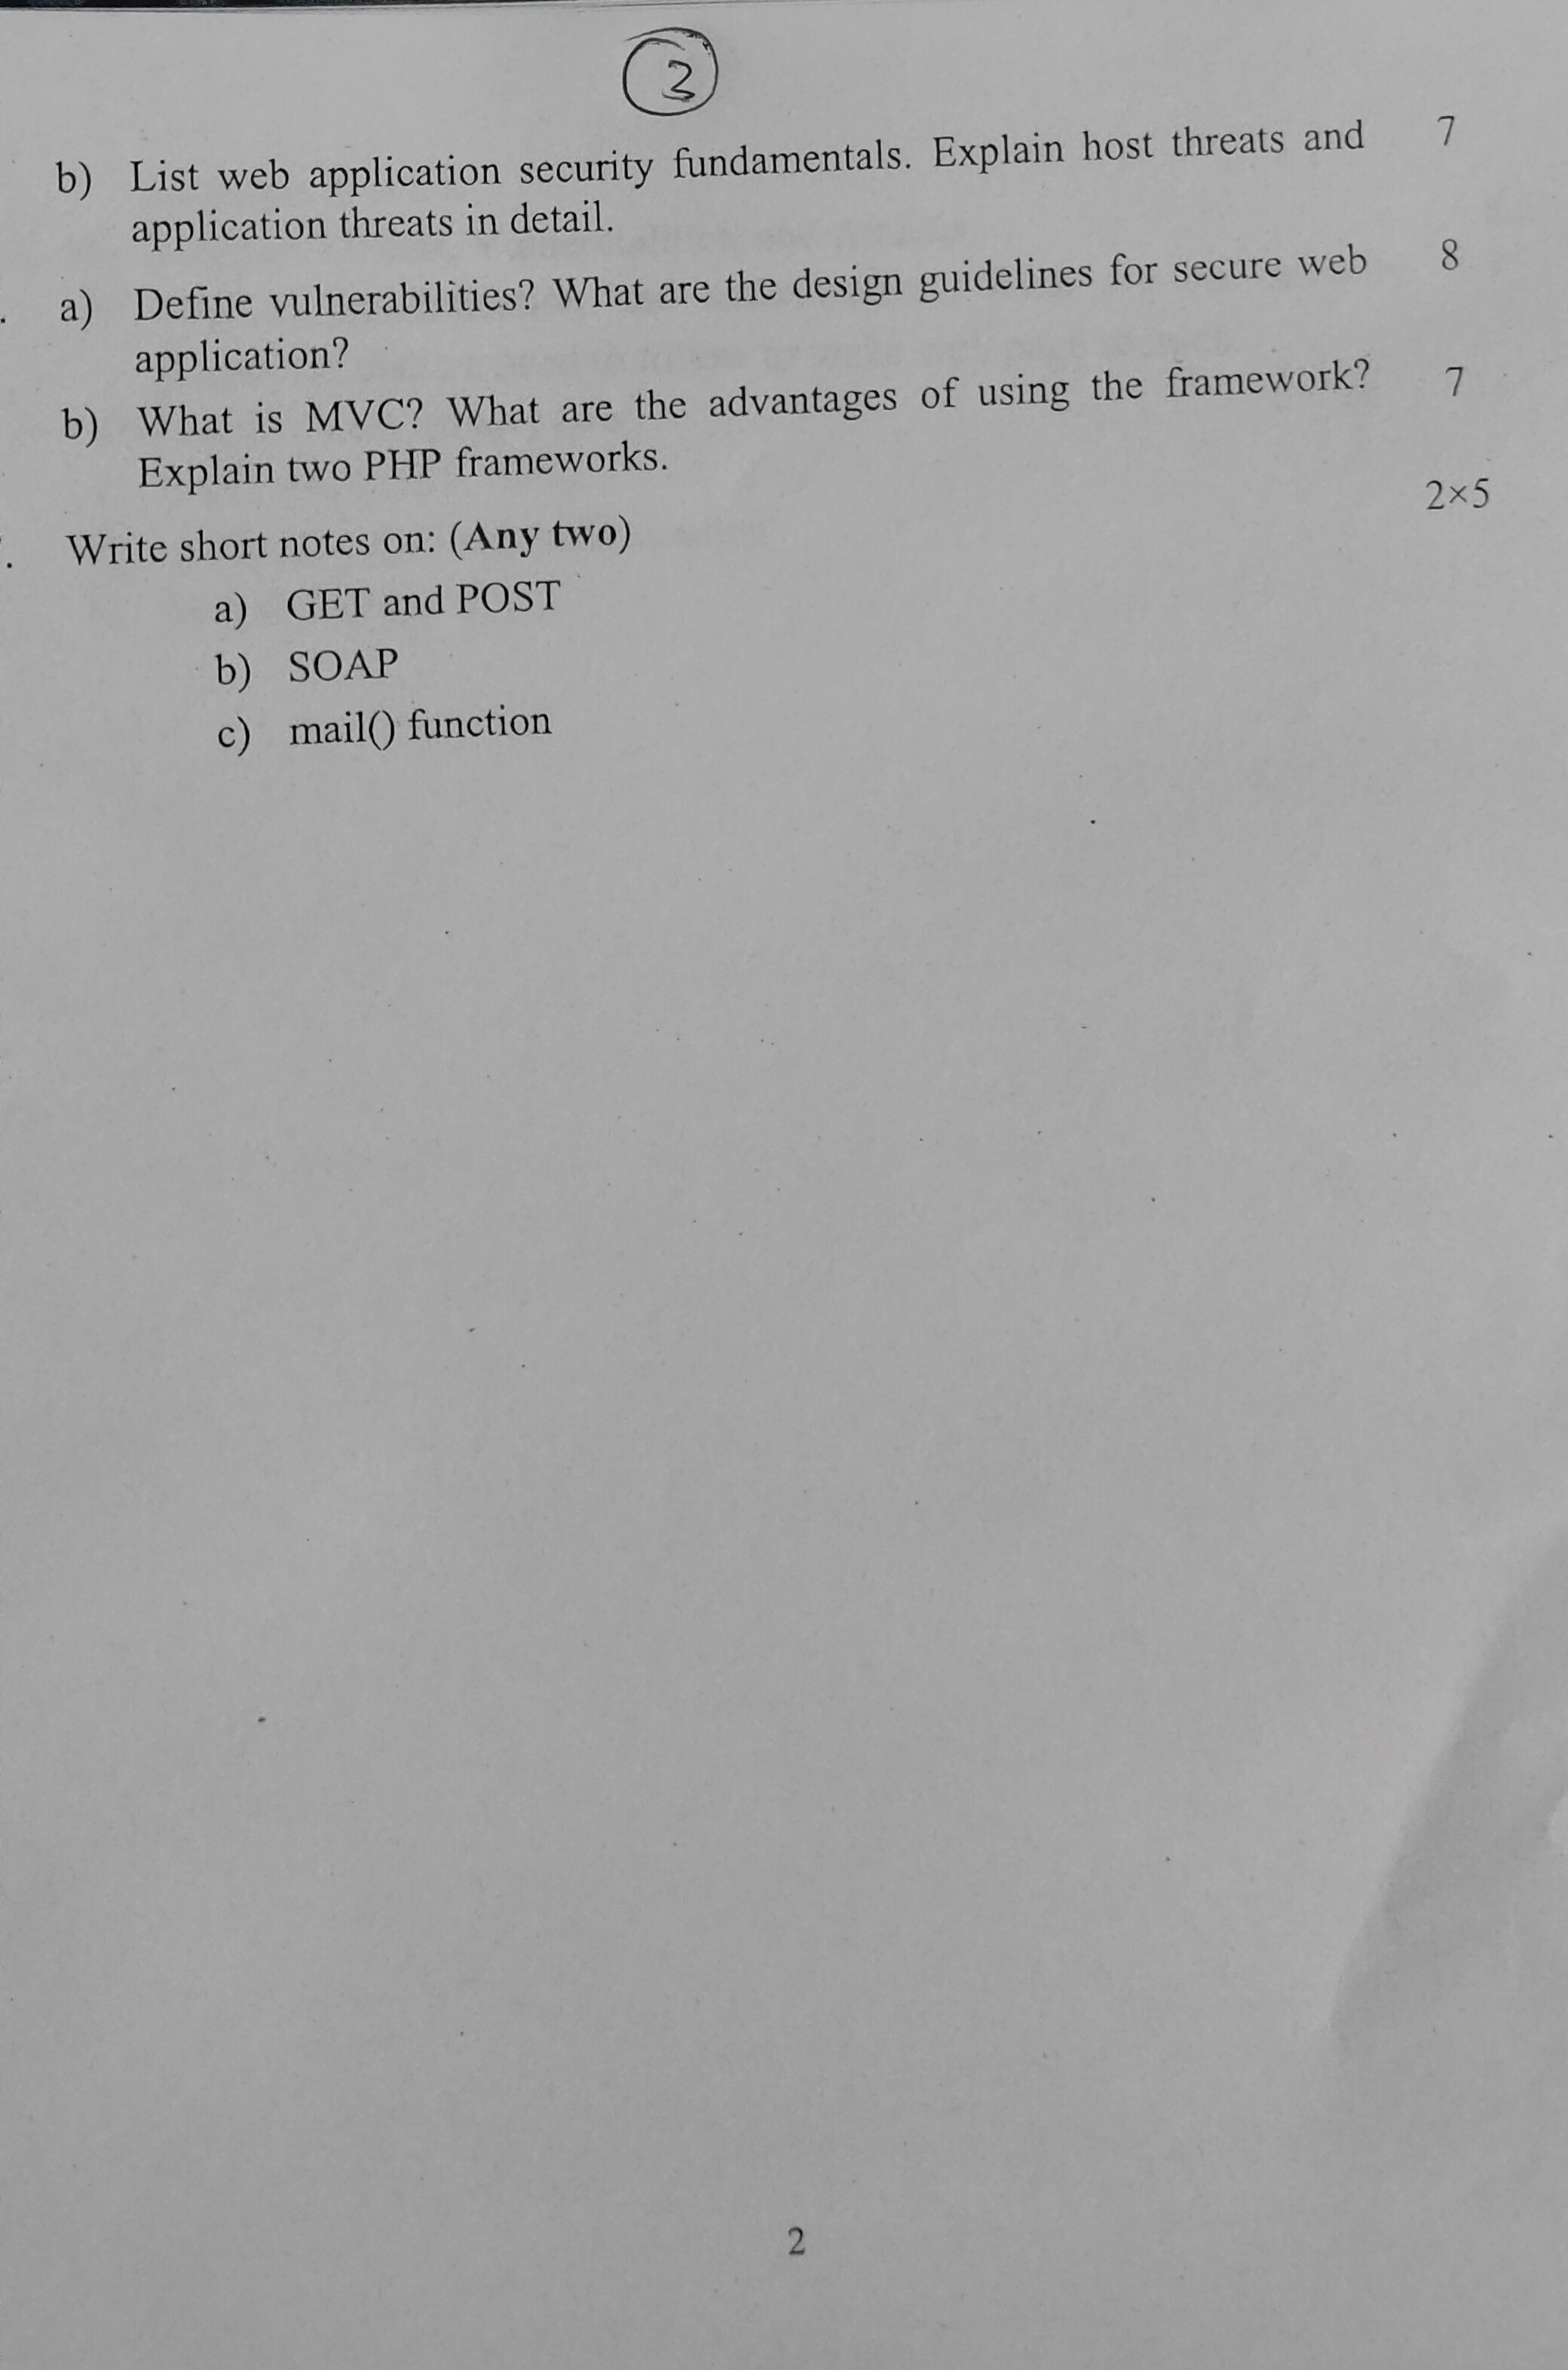 2
b) List web application security fundamentals. Explain host threats and 7
application threats in detail.
. a) Define vulnerabilities? What are the design guidelines for secure web 8
application?
b) What is MVC? What are the advantages of using the framework? 7
Explain two PHP frameworks.
2×5
. Write short notes on: (Any two)
a) GET and POST
b) SOAP
c) mail() function
2